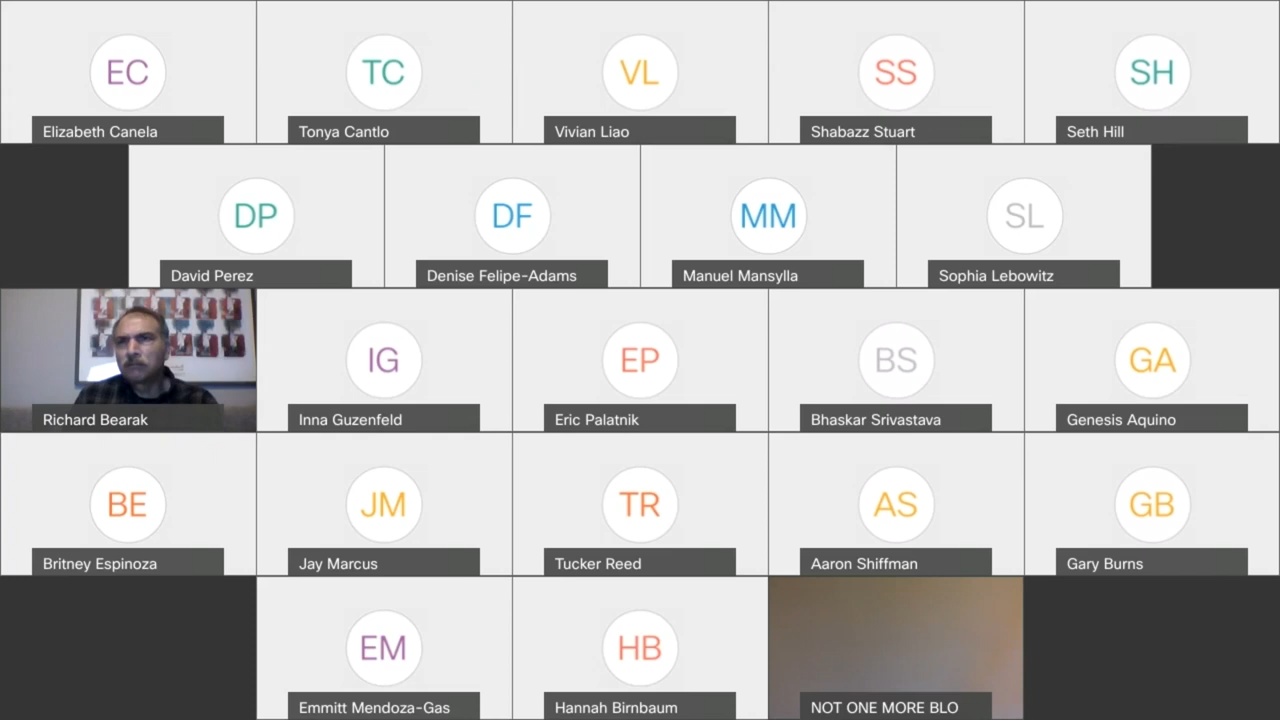 EC
TC
VL
SS
SH
Elizabeth Canela
Tonya Cantlo
Vivian Liao
Shabazz Stuart
Seth Hill
DP
DF
MM
SL
David Perez
Denise Felipe-Adams
Manuel Mansylla
Sophia Lebowitz
IG
EP
BS
GA
Richard Bearak
Inna Guzenfeld
Eric Palatnik
Bhaskar Srivastava
Genesis Aquino
BE
JM
TR
AS
GB
Britney Espinoza
Jay Marcus
Tucker Reed
Aaron Shiffman
Gary Burns
EM
HB
Emmitt Mendoza-Gas
Hannah Birnbaum
NOT ONE MORE BLO